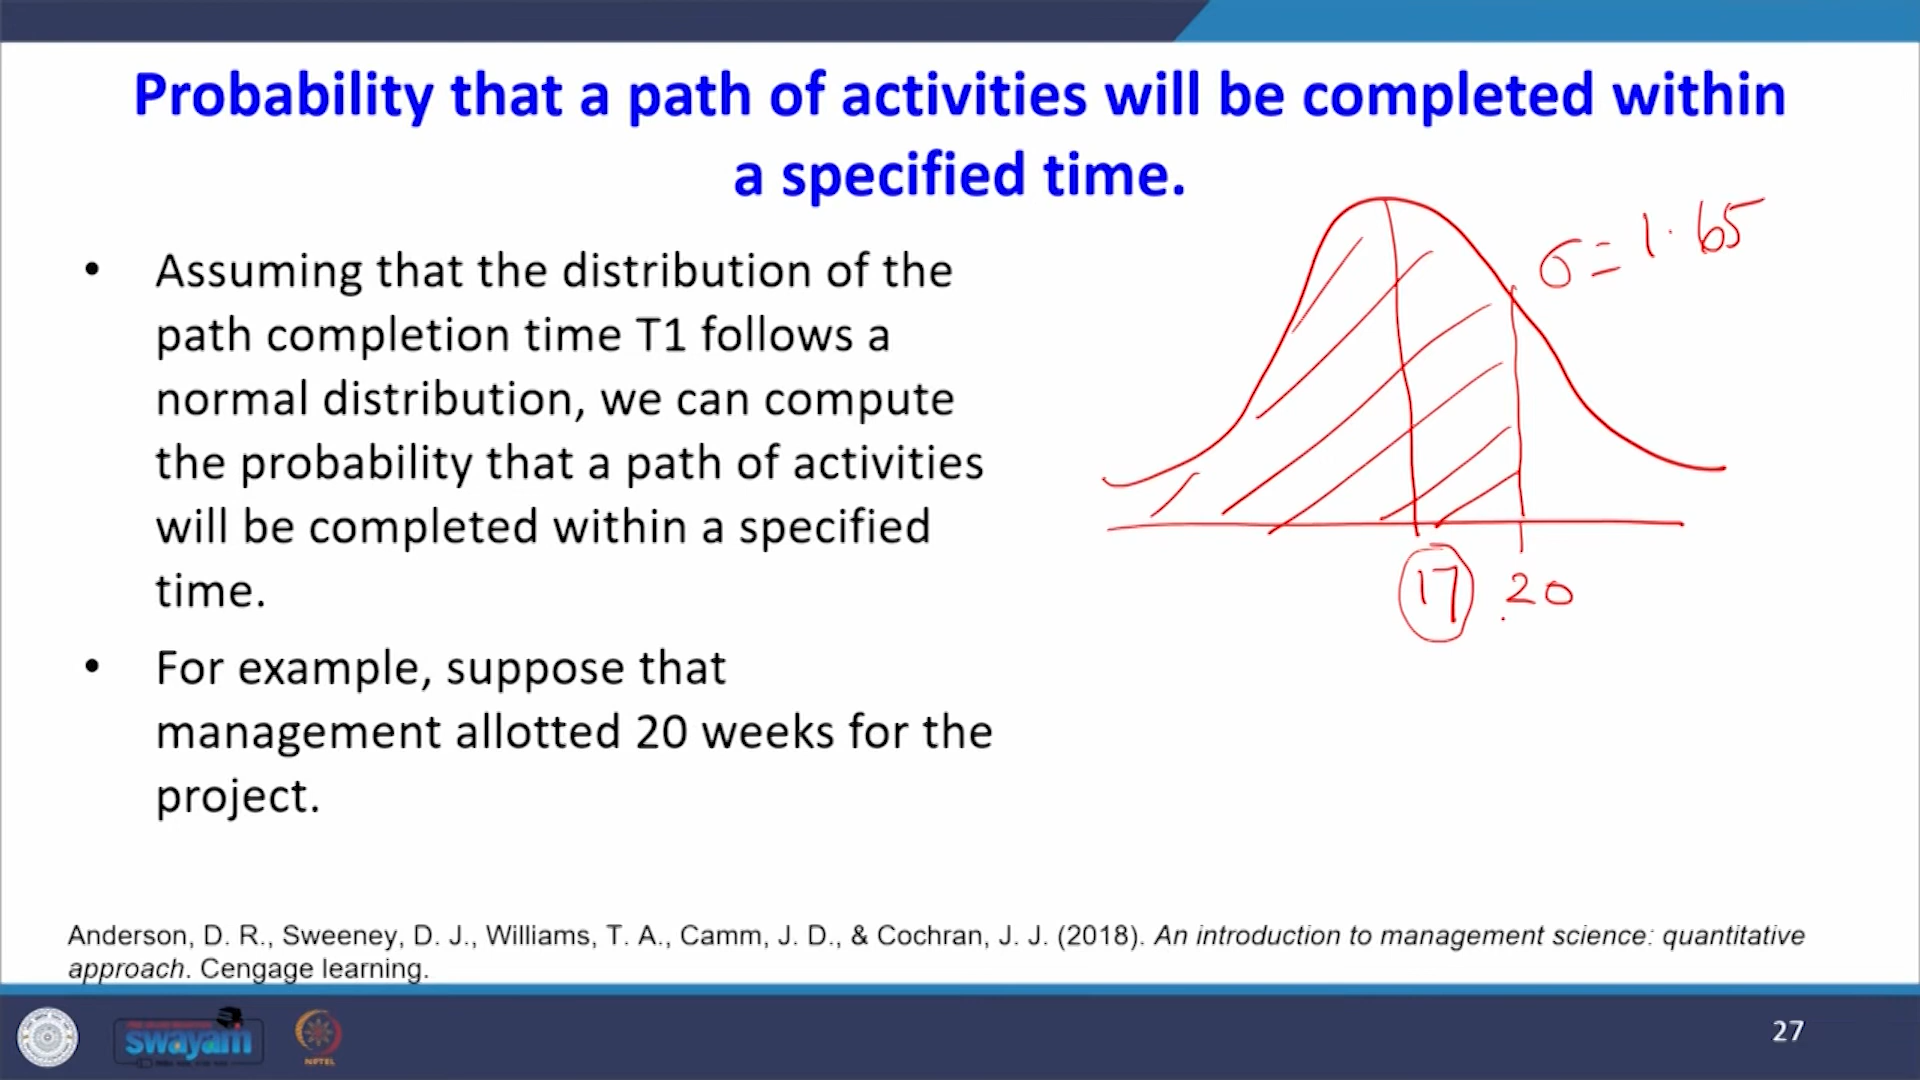 Probability that a path of activities will be completed within
a specified time.
• Assuming that the distribution of the
path completion time T1 follows a
normal distribution, we can compute
the probability that a path of activities
will be completed within a specified
time.
• For example, suppose that
management allotted 20 weeks for the
project.
σ = 1.65
17 20
Anderson, D. R., Sweeney, D. J., Williams, T. A., Camm, J. D., & Cochran, J. J. (2018). An introduction to management science: quantitative
approach. Cengage learning.
swayam
NPTEL
27